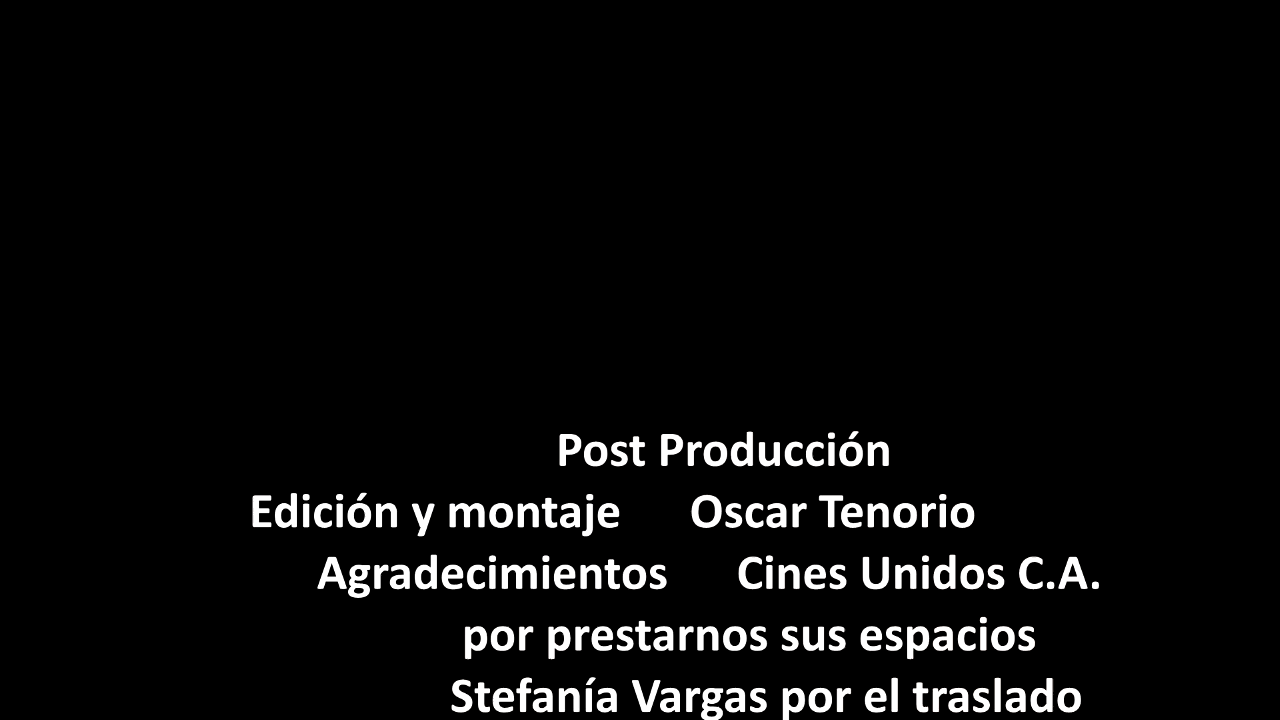 Post Producción
Edición y montaje Oscar Tenorio
Agradecimientos Cines Unidos C.A.
por prestarnos sus espacios
Stefanía Vargas por el traslado